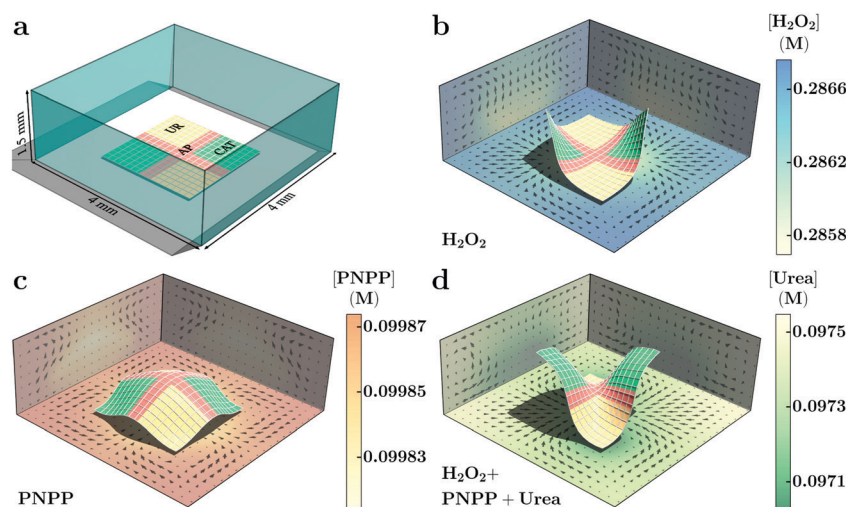 a
UR
AP
CAT
1.5 mm
4 mm
4 mm
b
[H₂O₂]
(M)
0.2866
0.2862
0.2858
H₂O₂
c
[PNPP]
(M)
0.09987
0.09985
0.09983
PNPP
d
[Urea]
(M)
0.0975
0.0973
0.0971
H₂O₂+
PNPP + Urea